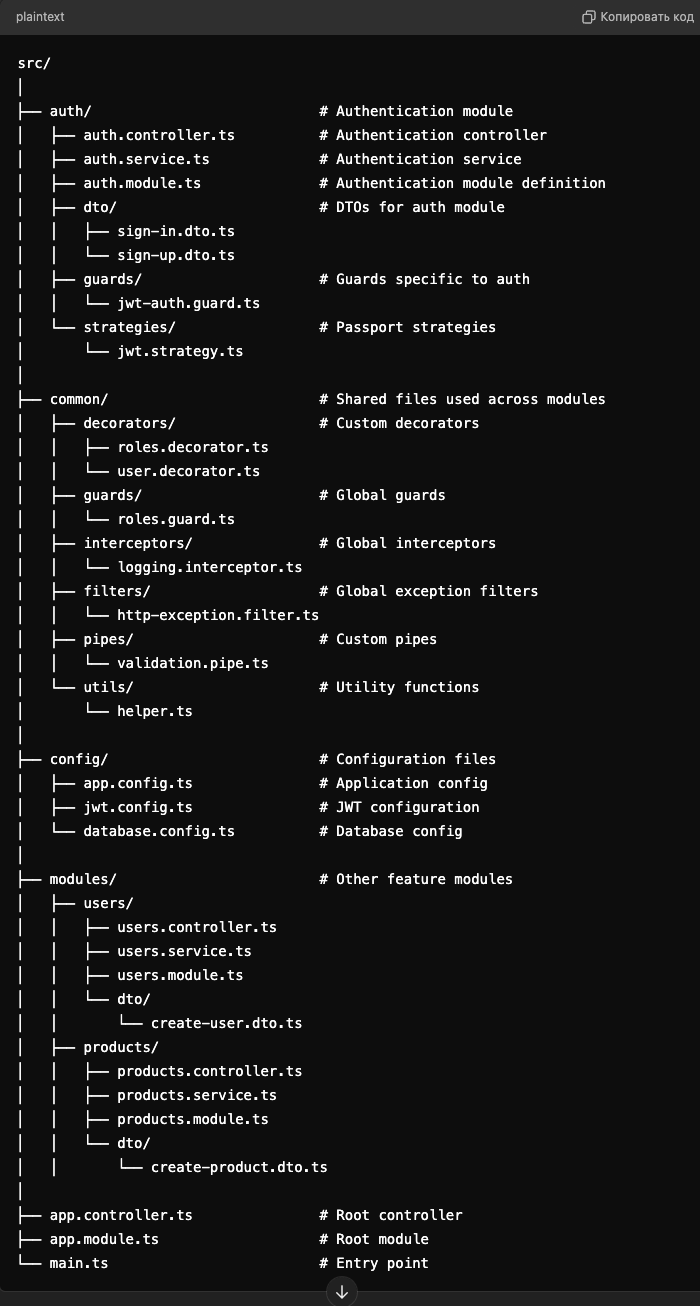 plaintext Копировать код
src/
│
├── auth/ # Authentication module
│   ├── auth.controller.ts # Authentication controller
│   ├── auth.service.ts # Authentication service
│   ├── auth.module.ts # Authentication module definition
│   ├── dto/ # DTOs for auth module
│   │   ├── sign-in.dto.ts
│   │   └── sign-up.dto.ts
│   ├── guards/ # Guards specific to auth
│   │   └── jwt-auth.guard.ts
│   └── strategies/ # Passport strategies
│       └── jwt.strategy.ts
│
├── common/ # Shared files used across modules
│   ├── decorators/ # Custom decorators
│   │   ├── roles.decorator.ts
│   │   └── user.decorator.ts
│   ├── guards/ # Global guards
│   │   └── roles.guard.ts
│   ├── interceptors/ # Global interceptors
│   │   └── logging.interceptor.ts
│   ├── filters/ # Global exception filters
│   │   └── http-exception.filter.ts
│   ├── pipes/ # Custom pipes
│   │   └── validation.pipe.ts
│   └── utils/ # Utility functions
│       └── helper.ts
│
├── config/ # Configuration files
│   ├── app.config.ts # Application config
│   ├── jwt.config.ts # JWT configuration
│   └── database.config.ts # Database config
│
├── modules/ # Other feature modules
│   ├── users/
│   │   ├── users.controller.ts
│   │   ├── users.service.ts
│   │   ├── users.module.ts
│   │   └── dto/
│   │       └── create-user.dto.ts
│   ├── products/
│   │   ├── products.controller.ts
│   │   ├── products.service.ts
│   │   ├── products.module.ts
│   │   └── dto/
│   │       └── create-product.dto.ts
│
├── app.controller.ts # Root controller
├── app.module.ts # Root module
└── main.ts # Entry point